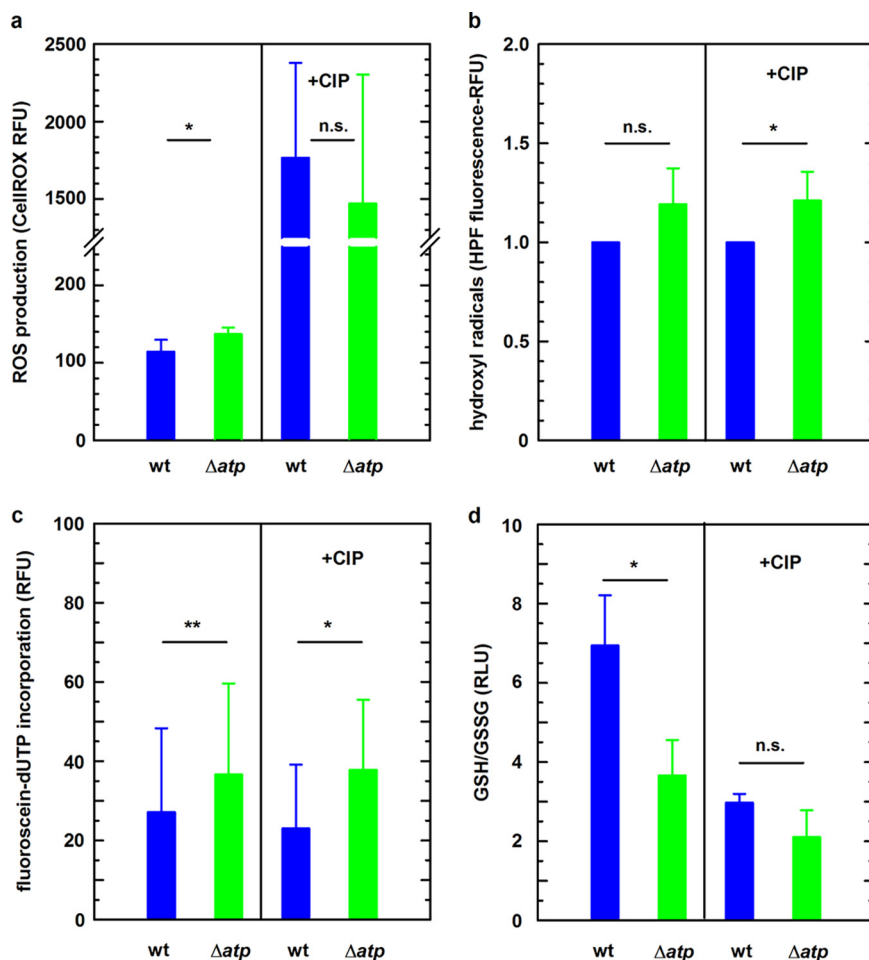 a
ROS production (CellROX RFU)
2500
2000
1500
200
100
0
*
+CIP
n.s.
wt
Δatp
wt
Δatp
b
hydroxyl radicals (HPF fluorescence-RFU)
2.0
1.5
1.0
0.5
0
n.s.
+CIP
*
wt
Δatp
wt
Δatp
c
fluoroscein-dUTP incorporation (RFU)
100
80
60
40
20
0
**
+CIP
*
wt
Δatp
wt
Δatp
d
GSH/GSSG (RLU)
10
8
6
4
2
0
*
+CIP
n.s.
wt
Δatp
wt
Δatp